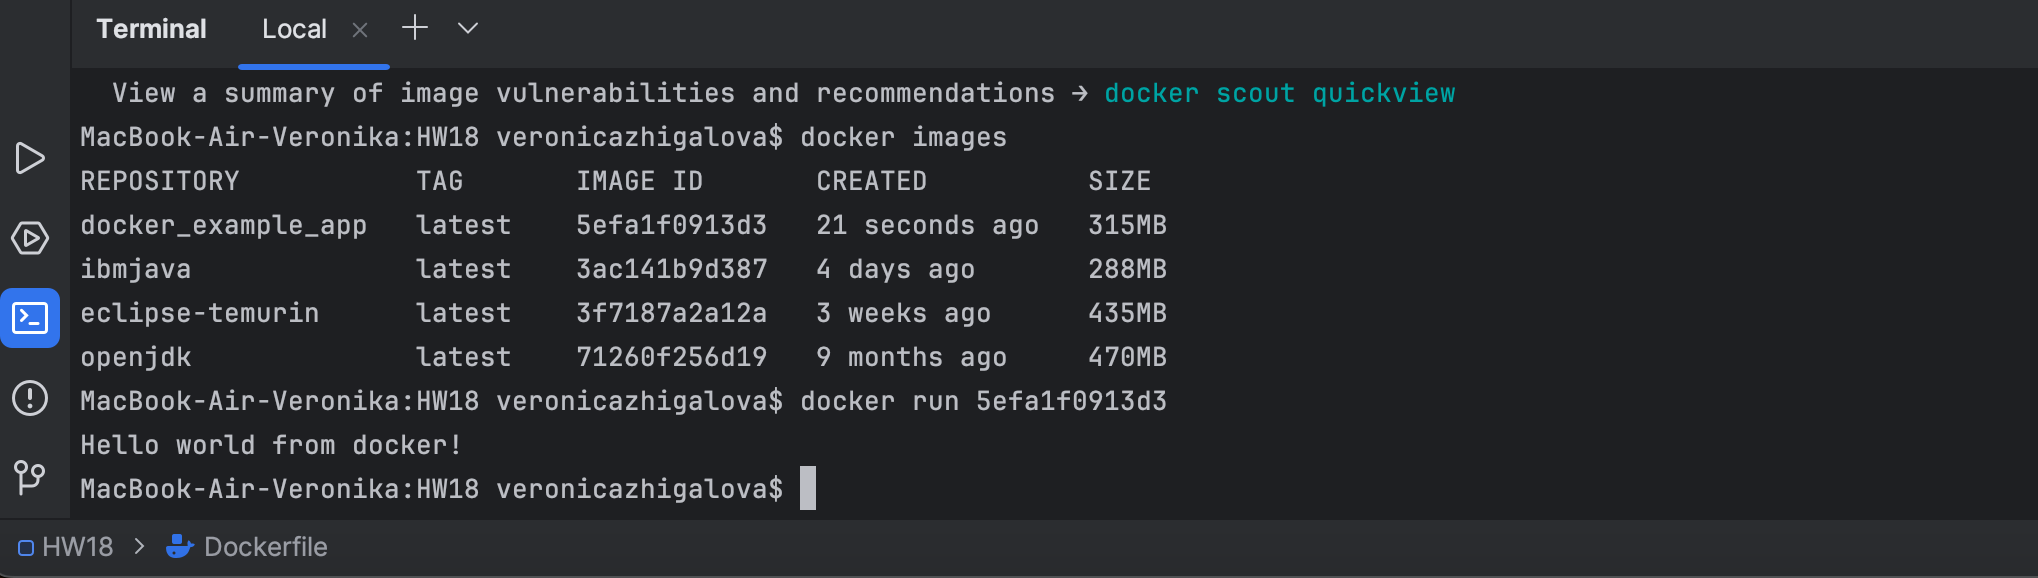 Terminal Local
View a summary of image vulnerabilities and recommendations → docker scout quickview
MacBook-Air-Veronika:HW18 veronicazhigalova$ docker images
REPOSITORY TAG IMAGE ID CREATED SIZE
docker_example_app latest 5efa1f0913d3 21 seconds ago 315MB
ibmjava latest 3ac141b9d387 4 days ago 288MB
eclipse-temurin latest 3f7187a2a12a 3 weeks ago 435MB
openjdk latest 71260f256d19 9 months ago 470MB
MacBook-Air-Veronika:HW18 veronicazhigalova$ docker run 5efa1f0913d3
Hello world from docker!
MacBook-Air-Veronika:HW18 veronicazhigalova$
HW18 > Dockerfile